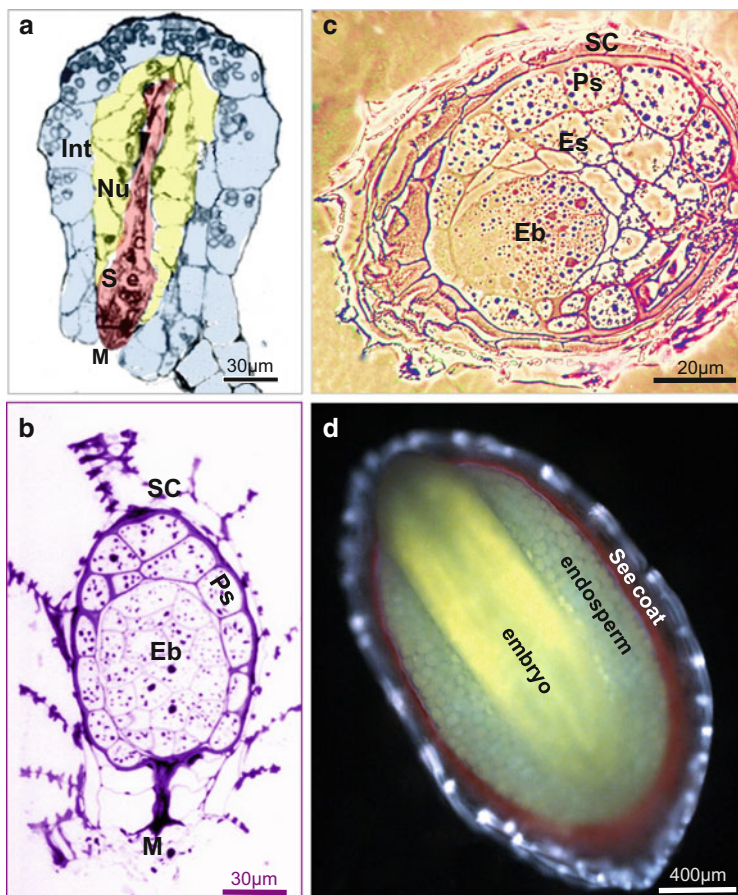 a
Int
Nu
S
M
30µm
c
SC
Ps
Es
Eb
20µm
b
SC
Ps
Eb
M
30µm
d
See coat
endosperm
embryo
400µm